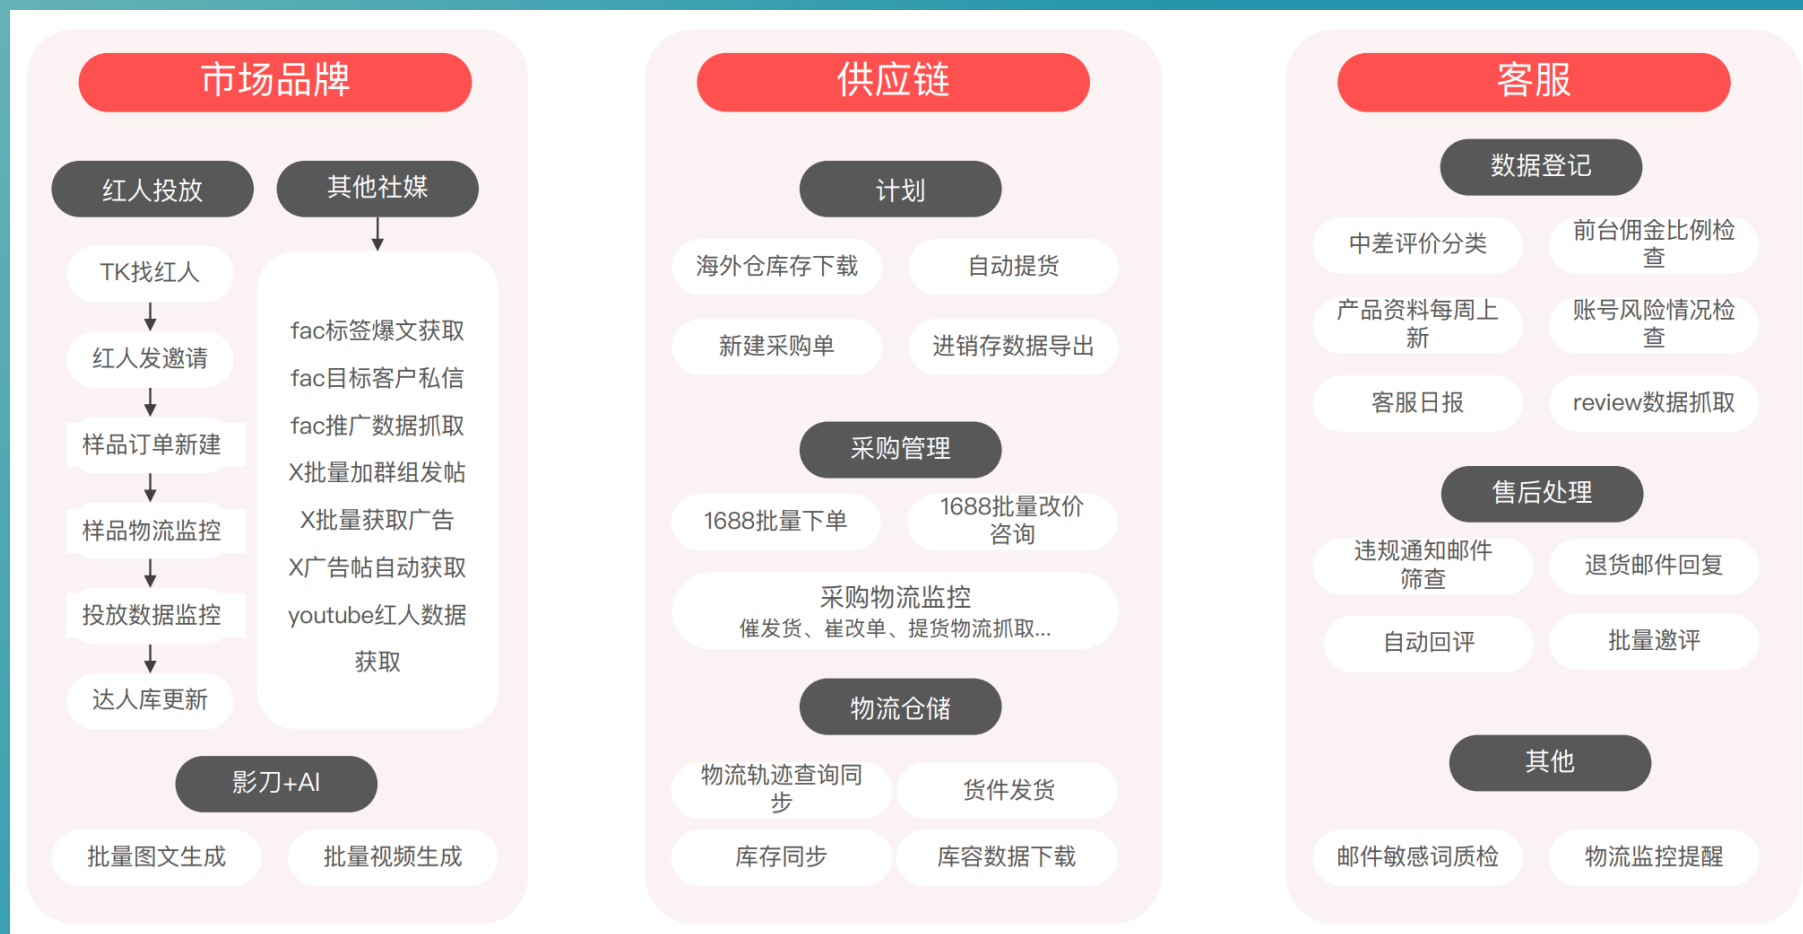 市场品牌
红人投放
其他社媒
TK找红人
红人发邀请
样品订单新建
样品物流监控
投放数据监控
达人库更新
fac标签爆文获取
fac目标客户私信
fac推广数据抓取
X批量加群组发帖
X批量获取广告
X广告帖自动获取
youtube红人数据
获取
影刀+AI
批量图文生成
批量视频生成
供应链
计划
海外仓库存下载
自动提货
新建采购单
进销存数据导出
采购管理
1688批量下单
1688批量改价
咨询
采购物流监控
催发货、崔改单、提货物流抓取...
物流仓储
物流轨迹查询同
步
货件发货
库存同步
库容数据下载
客服
数据登记
中差评价分类
前台佣金比例检
查
产品资料每周上
新
账号风险情况检
查
客服日报
review数据抓取
售后处理
违规通知邮件
筛查
退货邮件回复
自动回评
批量邀评
其他
邮件敏感词质检
物流监控提醒